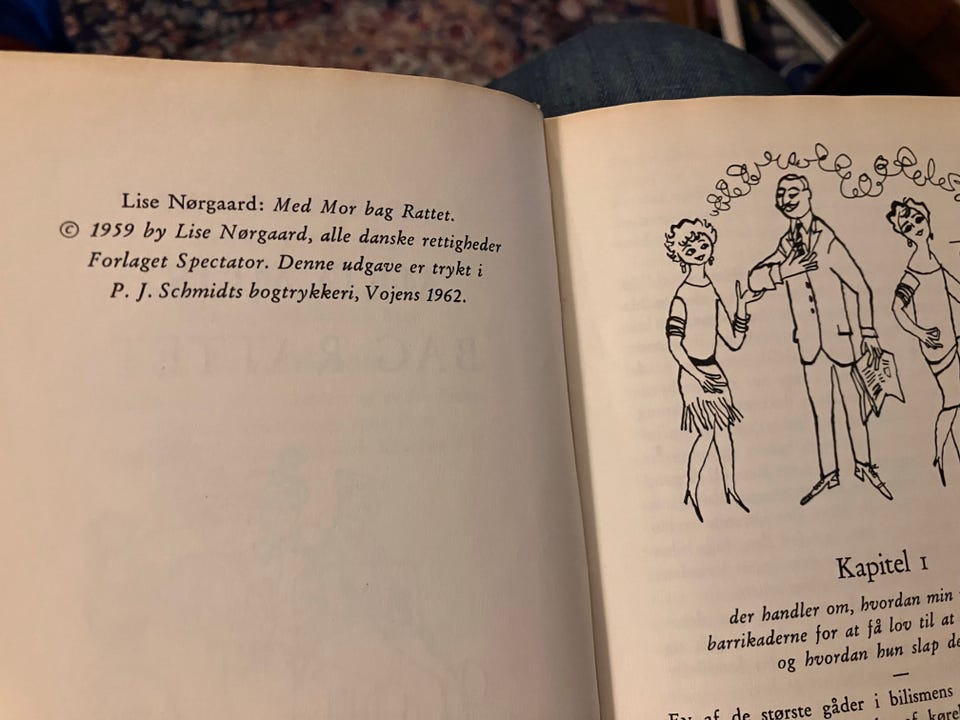 Lise Nørgaard: Med Mor bag Rattet.
© 1959 by Lise Nørgaard, alle danske rettigheder
Forlaget Spectator. Denne udgave er trykt i
P. J. Schmidts bogtrykkeri, Vojens 1962.
BAG RATTET
Kapitel 1
der handler om, hvordan min
barrikaderne for at få lov til at
og hvordan hun slap
de største gåder i bilismens